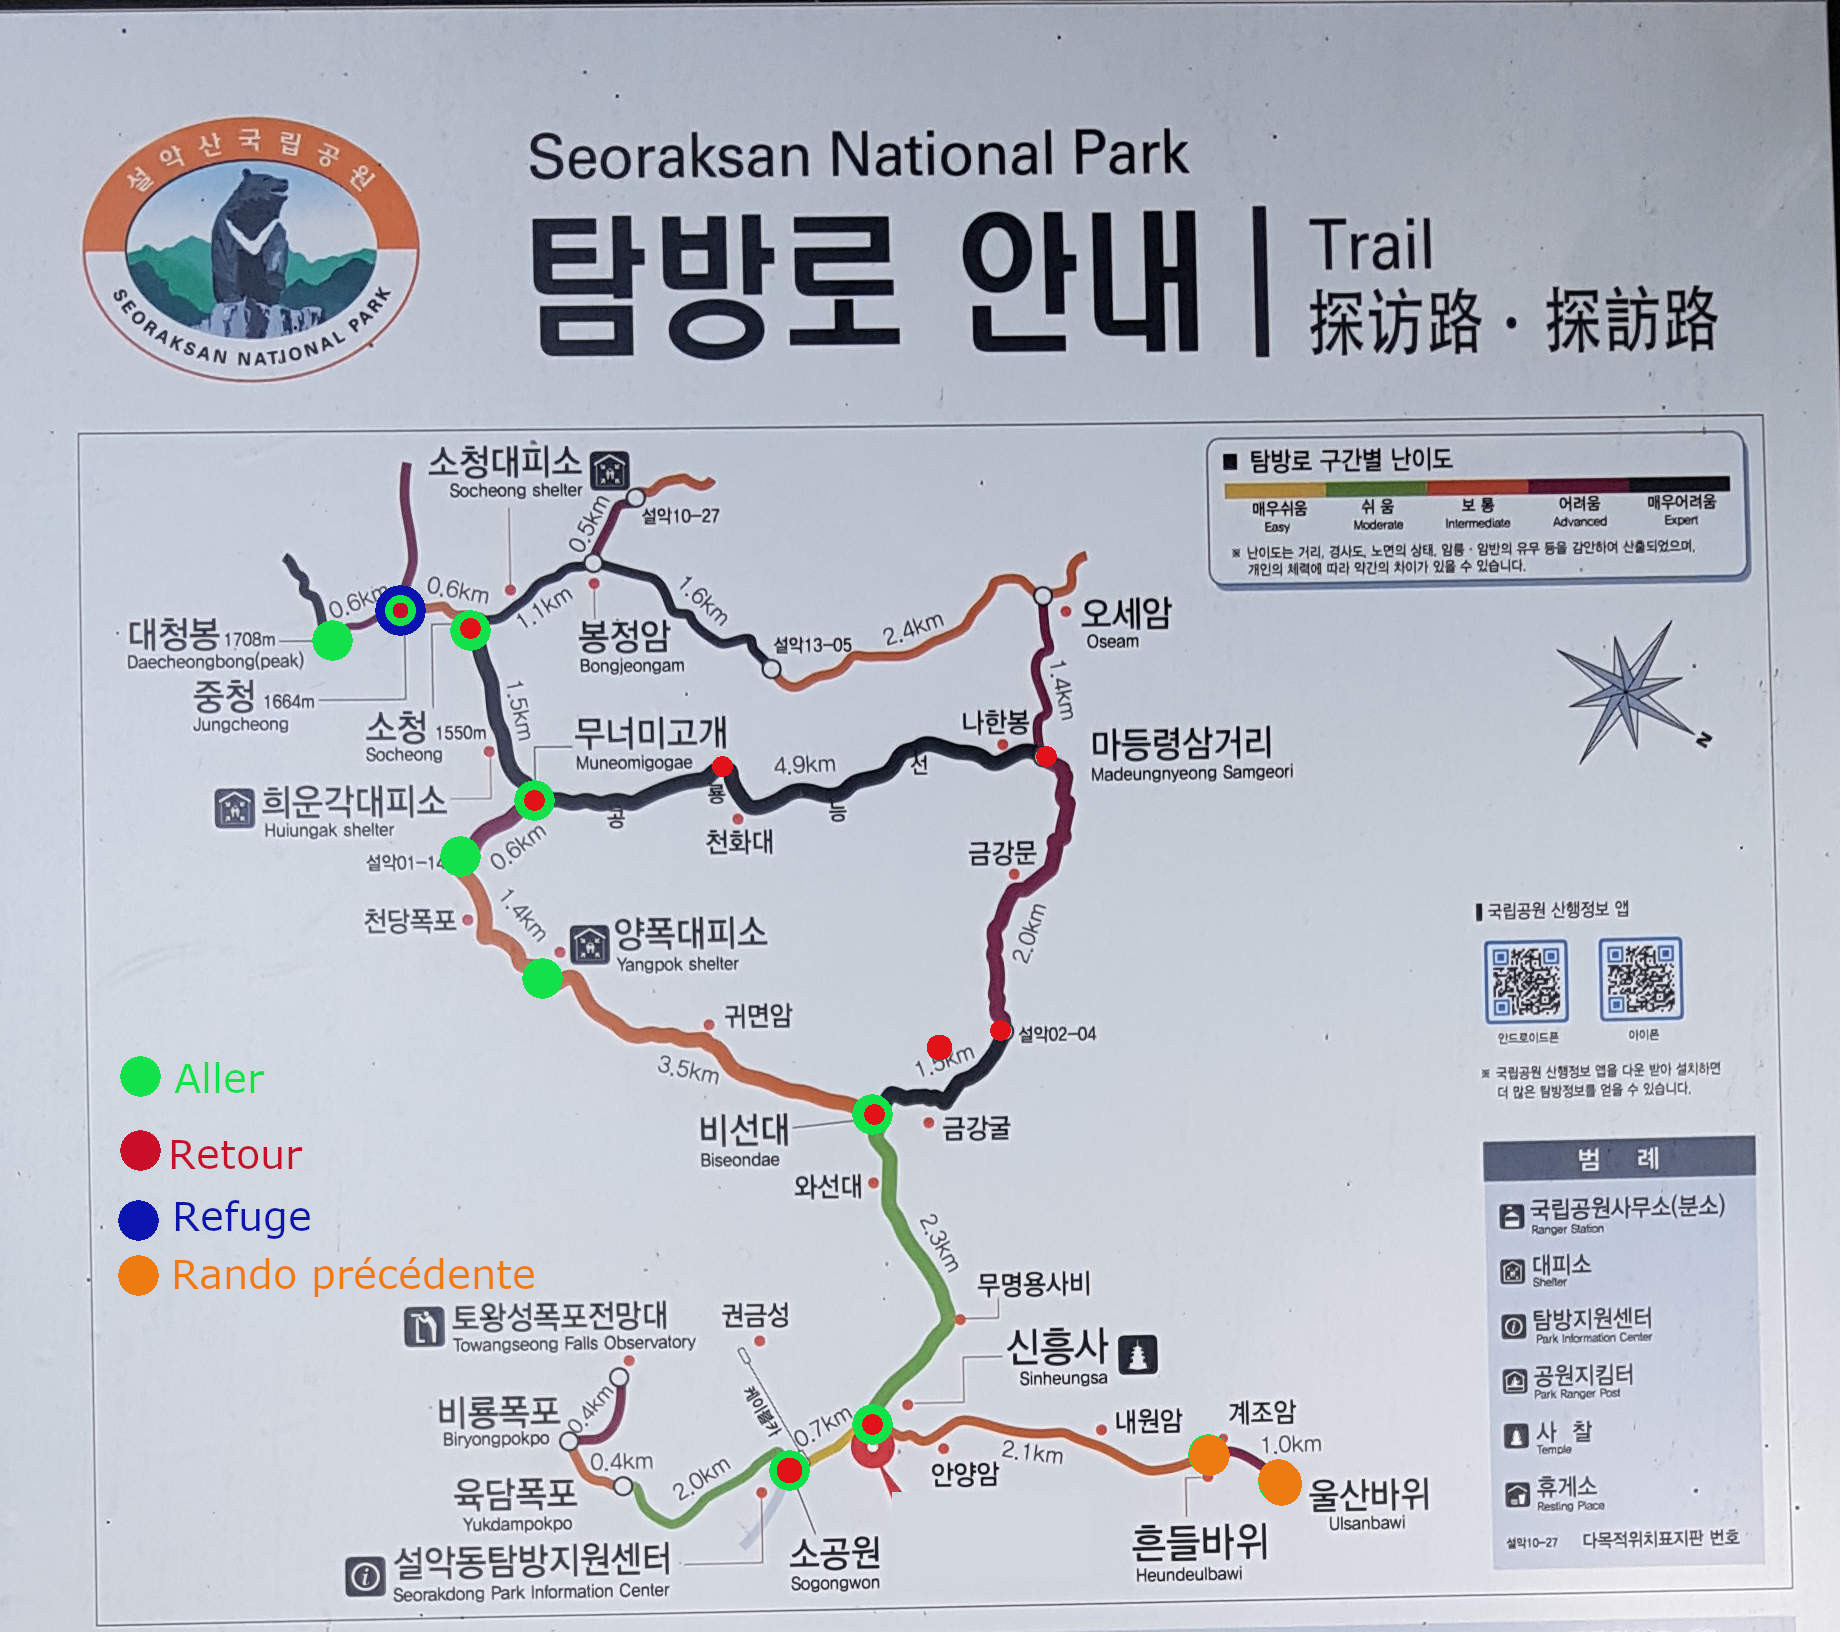 설악산국립공원
SEORAKSAN NATIONAL PARK
Seoraksan National Park
탐방로 안내
Trail
探访路 · 探訪路
■ 탐방로 구간별 난이도
매우쉬움 쉬 움 보 통 어려움 매우어려움
Easy Moderate Intermediate Advanced Expert
※ 난이도는 거리, 경사도, 노면의 상태, 암릉 · 암반의 유무 등을 감안하여 산출되었으며,
개인의 체력에 따라 약간의 차이가 있을 수 있습니다.
소청대피소
Socheong shelter
0.5km
설악10-27
0.6km
0.6km
1.1km
1.6km
대청봉 1708m
Daecheongbong(peak)
봉정암
Bongjeongam
설악13-05
2.4km
오세암
Oseam
중청 1664m
Jungcheong
1.4km
소청 1550m
Socheong
1.5km
무너미고개
Muneomigogae
나한봉
마등령삼거리
Madeungnyeong Samgeori
4.9km
공
룡
능
선
N
희운각대피소
Huiungak shelter
천화대
금강문
설악01-14
0.6km
천당폭포
1.4km
양폭대피소
Yangpok shelter
2.0km
귀면암
설악02-04
3.5km
1.5km
비선대
Biseondae
금강굴
와선대
2.3km
무명용사비
신흥사
Sinheungsa
국립공원 산행정보 앱
안드로이드폰 아이폰
※ 국립공원 산행정보 앱을 다운 받아 설치하면
더 많은 탐방정보를 얻을 수 있습니다.
Aller
Retour
Refuge
Rando précédente
토왕성폭포전망대
Towangseong Falls Observatory
권금성
케이블카
비룡폭포
Biryongpokpo
0.4km
0.4km
육담폭포
Yukdampokpo
2.0km
0.7km
안양암
2.1km
내원암
계조암
1.0km
울산바위
Ulsanbawi
흔들바위
Heundeulbawi
설악동탐방지원센터
Seorakdong Park Information Center
소공원
Sogongwon
범 례
국립공원사무소(분소)
Ranger Station
대피소
Shelter
탐방지원센터
Park Information Center
공원지킴터
Park Ranger Post
사 찰
Temple
휴게소
Resting Place
설악10-27 다목적위치표지판 번호